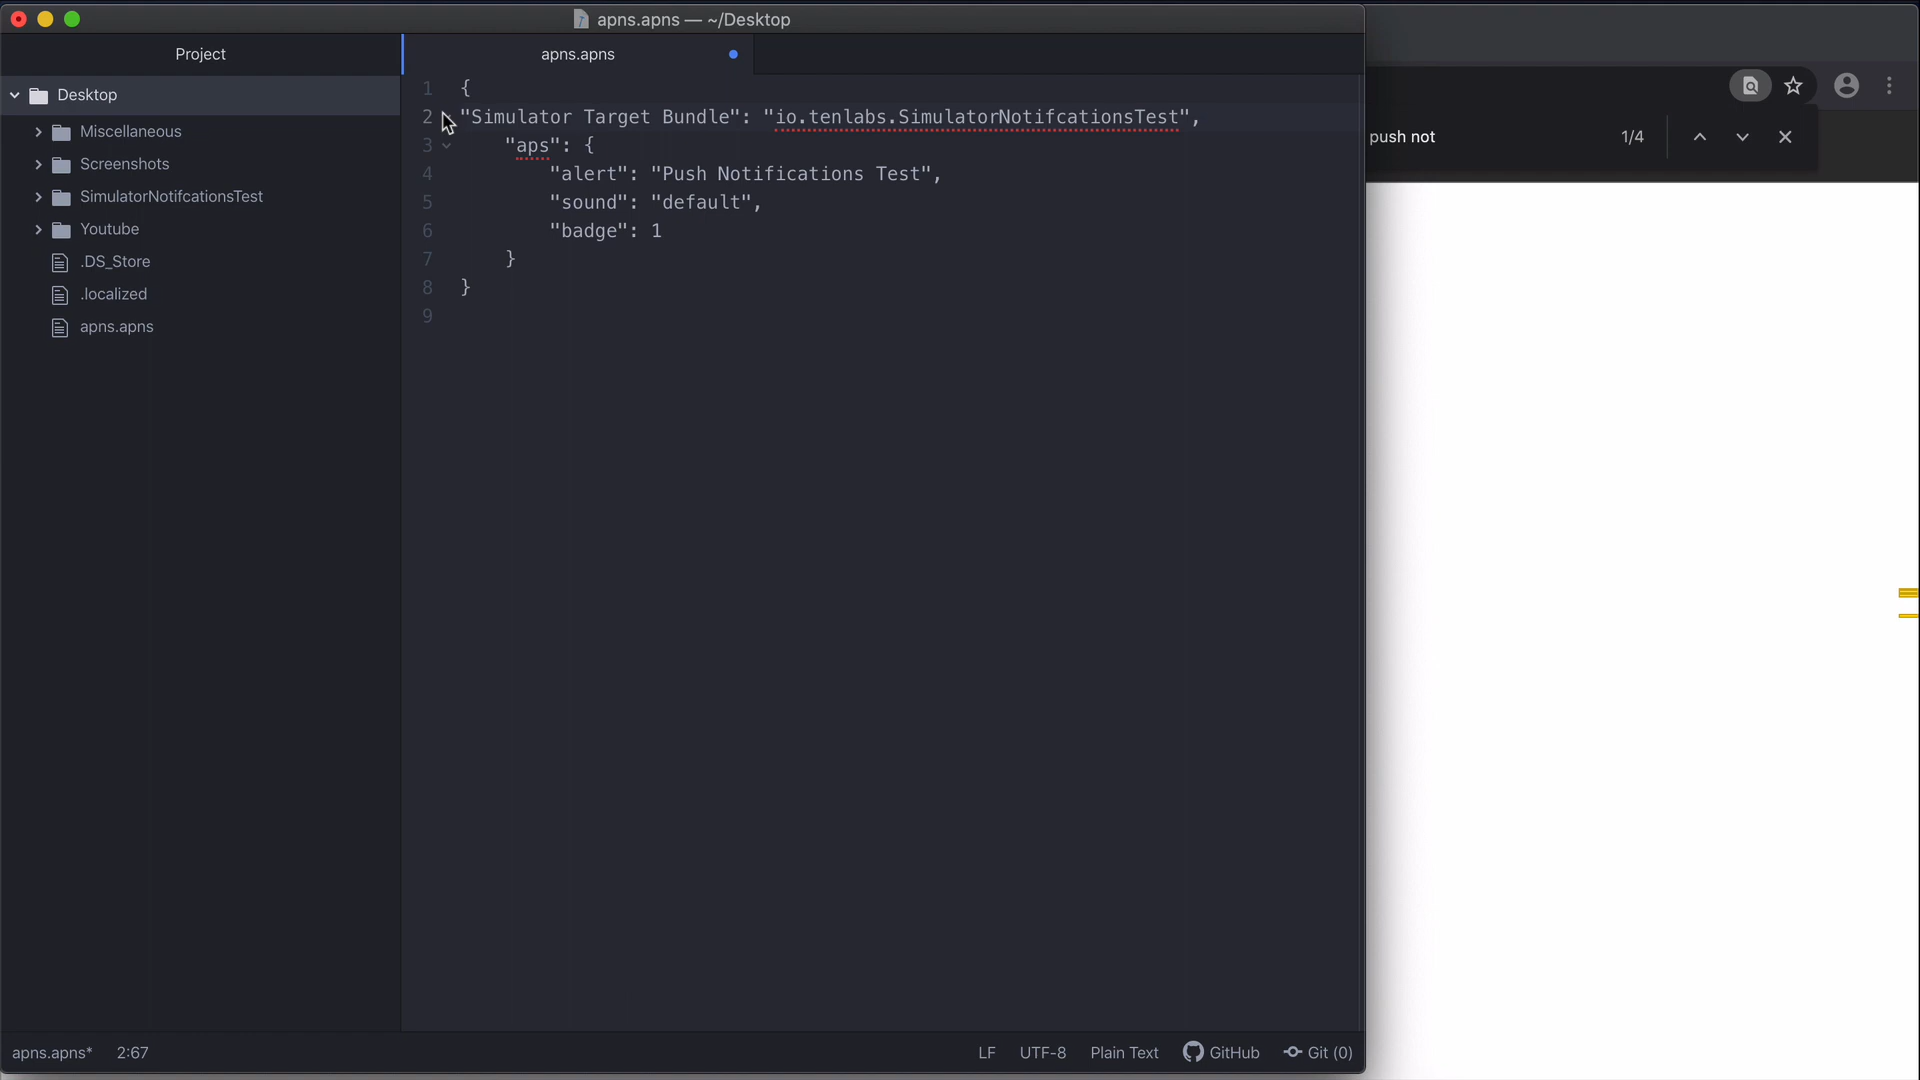 apns.apns — ~/Desktop
Project
apns.apns
Desktop
Miscellaneous
Screenshots
SimulatorNotifcationsTest
Youtube
.DS_Store
.localized
apns.apns
1 {
2 "Simulator Target Bundle": "io.tenlabs.SimulatorNotifcationsTest",
3 "aps": {
4 "alert": "Push Notifications Test",
5 "sound": "default",
6 "badge": 1
7 }
8 }
9
push not 1/4
apns.apns* 2:67 LF UTF-8 Plain Text GitHub Git (0)